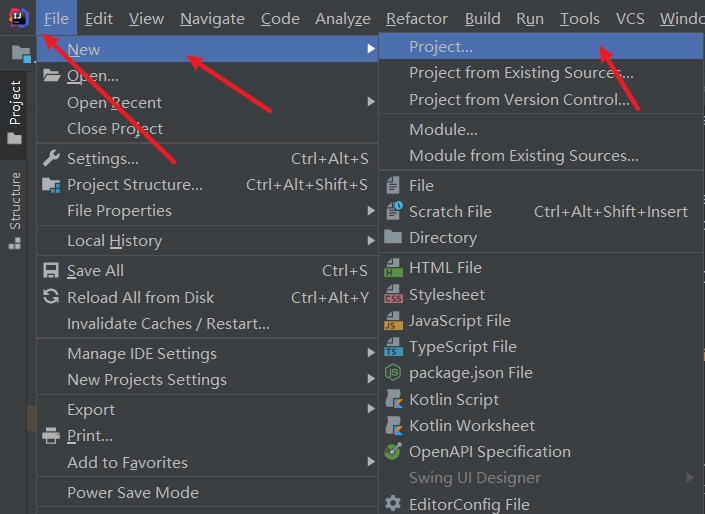 IJ
File Edit View Navigate Code Analyze Refactor Build Run Tools VCS Windo
Project
Structure
New
Open...
Open Recent
Close Project
Settings... Ctrl+Alt+S
Project Structure... Ctrl+Alt+Shift+S
File Properties
Local History
Save All Ctrl+S
Reload All from Disk Ctrl+Alt+Y
Invalidate Caches / Restart...
Manage IDE Settings
New Projects Settings
Export
Print...
Add to Favorites
Power Save Mode
Project...
Project from Existing Sources...
Project from Version Control...
Module...
Module from Existing Sources...
File
Scratch File Ctrl+Alt+Shift+Insert
Directory
H HTML File
CSS Stylesheet
JS JavaScript File
TS TypeScript File
JS package.json File
Kotlin Script
Kotlin Worksheet
OpenAPI Specification
Swing UI Designer
EditorConfig File